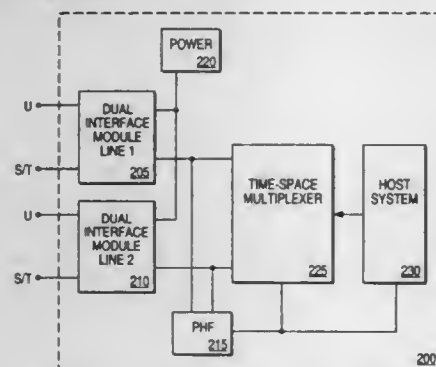 POWER
220
U
DUAL
INTERFACE
MODULE
LINE 1
205
S/T
U
DUAL
INTERFACE
MODULE
LINE 2
210
S/T
TIME-SPACE
MULTIPLEXER
225
HOST
SYSTEM
230
PHF
215
200